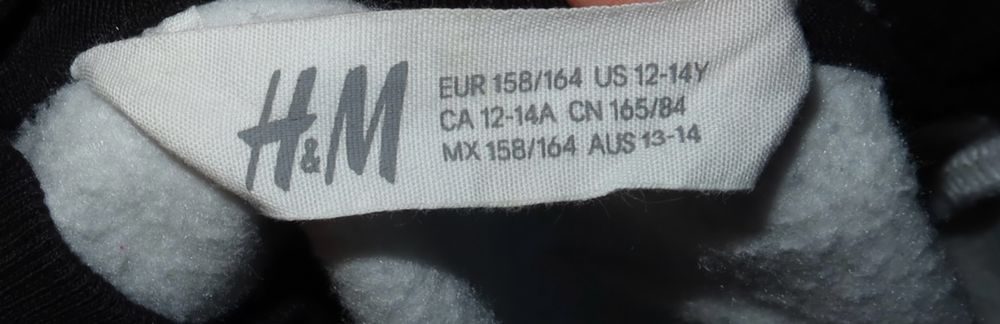 H&M
EUR 158/164 US 12-14Y
CA 12-14A CN 165/84
MX 158/164 AUS 13-14